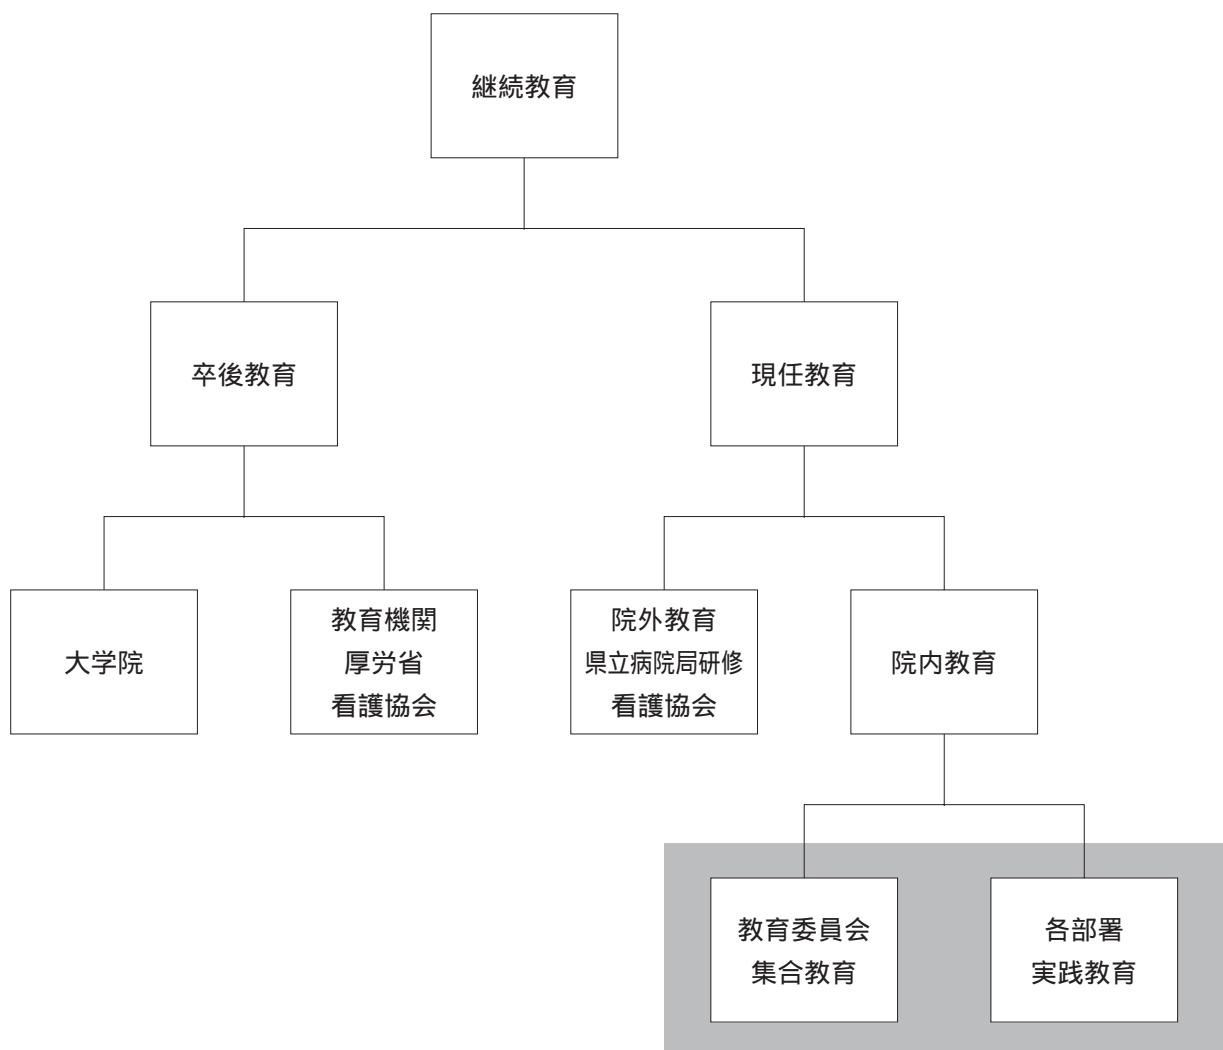 継続教育
卒後教育
現任教育
大学院
教育機関
厚労省
看護協会
院外教育
県立病院局研修
看護協会
院内教育
教育委員会
集合教育
各部署
実践教育